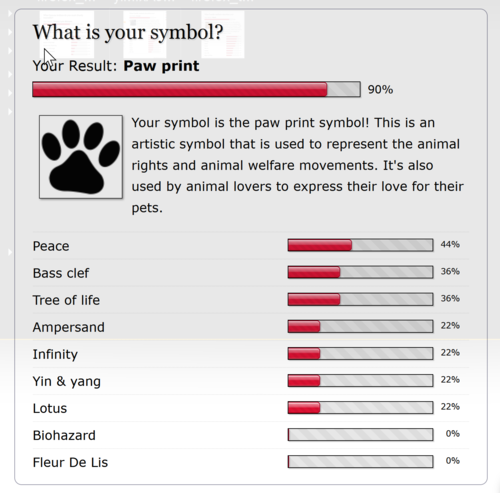 What is your symbol?
Your Result: Paw print
90%
Your symbol is the paw print symbol! This is an
artistic symbol that is used to represent the animal
rights and animal welfare movements. It's also
used by animal lovers to express their love for their
pets.
Peace 44%
Bass clef 36%
Tree of life 36%
Ampersand 22%
Infinity 22%
Yin & yang 22%
Lotus 22%
Biohazard 0%
Fleur De Lis 0%